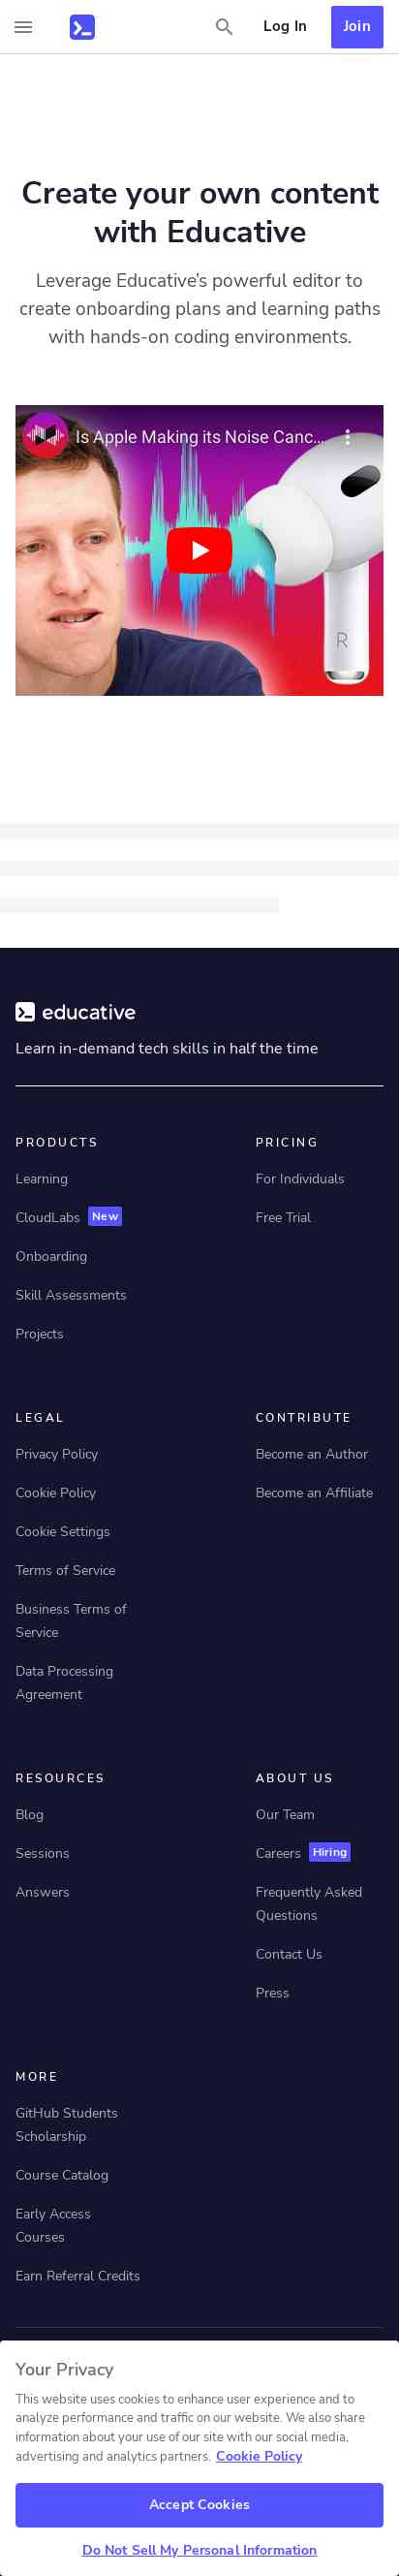 Log In
Join
Create your own content
with Educative
Leverage Educative’s powerful editor to
create onboarding plans and learning paths
with hands-on coding environments.
Is Apple Making its Noise Canc...
R
educative
Learn in-demand tech skills in half the time
PRODUCTS
Learning
CloudLabs New
Onboarding
Skill Assessments
Projects
PRICING
For Individuals
Free Trial
LEGAL
Privacy Policy
Cookie Policy
Cookie Settings
Terms of Service
Business Terms of
Service
Data Processing
Agreement
CONTRIBUTE
Become an Author
Become an Affiliate
RESOURCES
Blog
Sessions
Answers
ABOUT US
Our Team
Careers Hiring
Frequently Asked
Questions
Contact Us
Press
MORE
GitHub Students
Scholarship
Course Catalog
Early Access
Courses
Earn Referral Credits
Your Privacy
This website uses cookies to enhance user experience and to
analyze performance and traffic on our website. We also share
information about your use of our site with our social media,
advertising and analytics partners. Cookie Policy
Accept Cookies
Do Not Sell My Personal Information